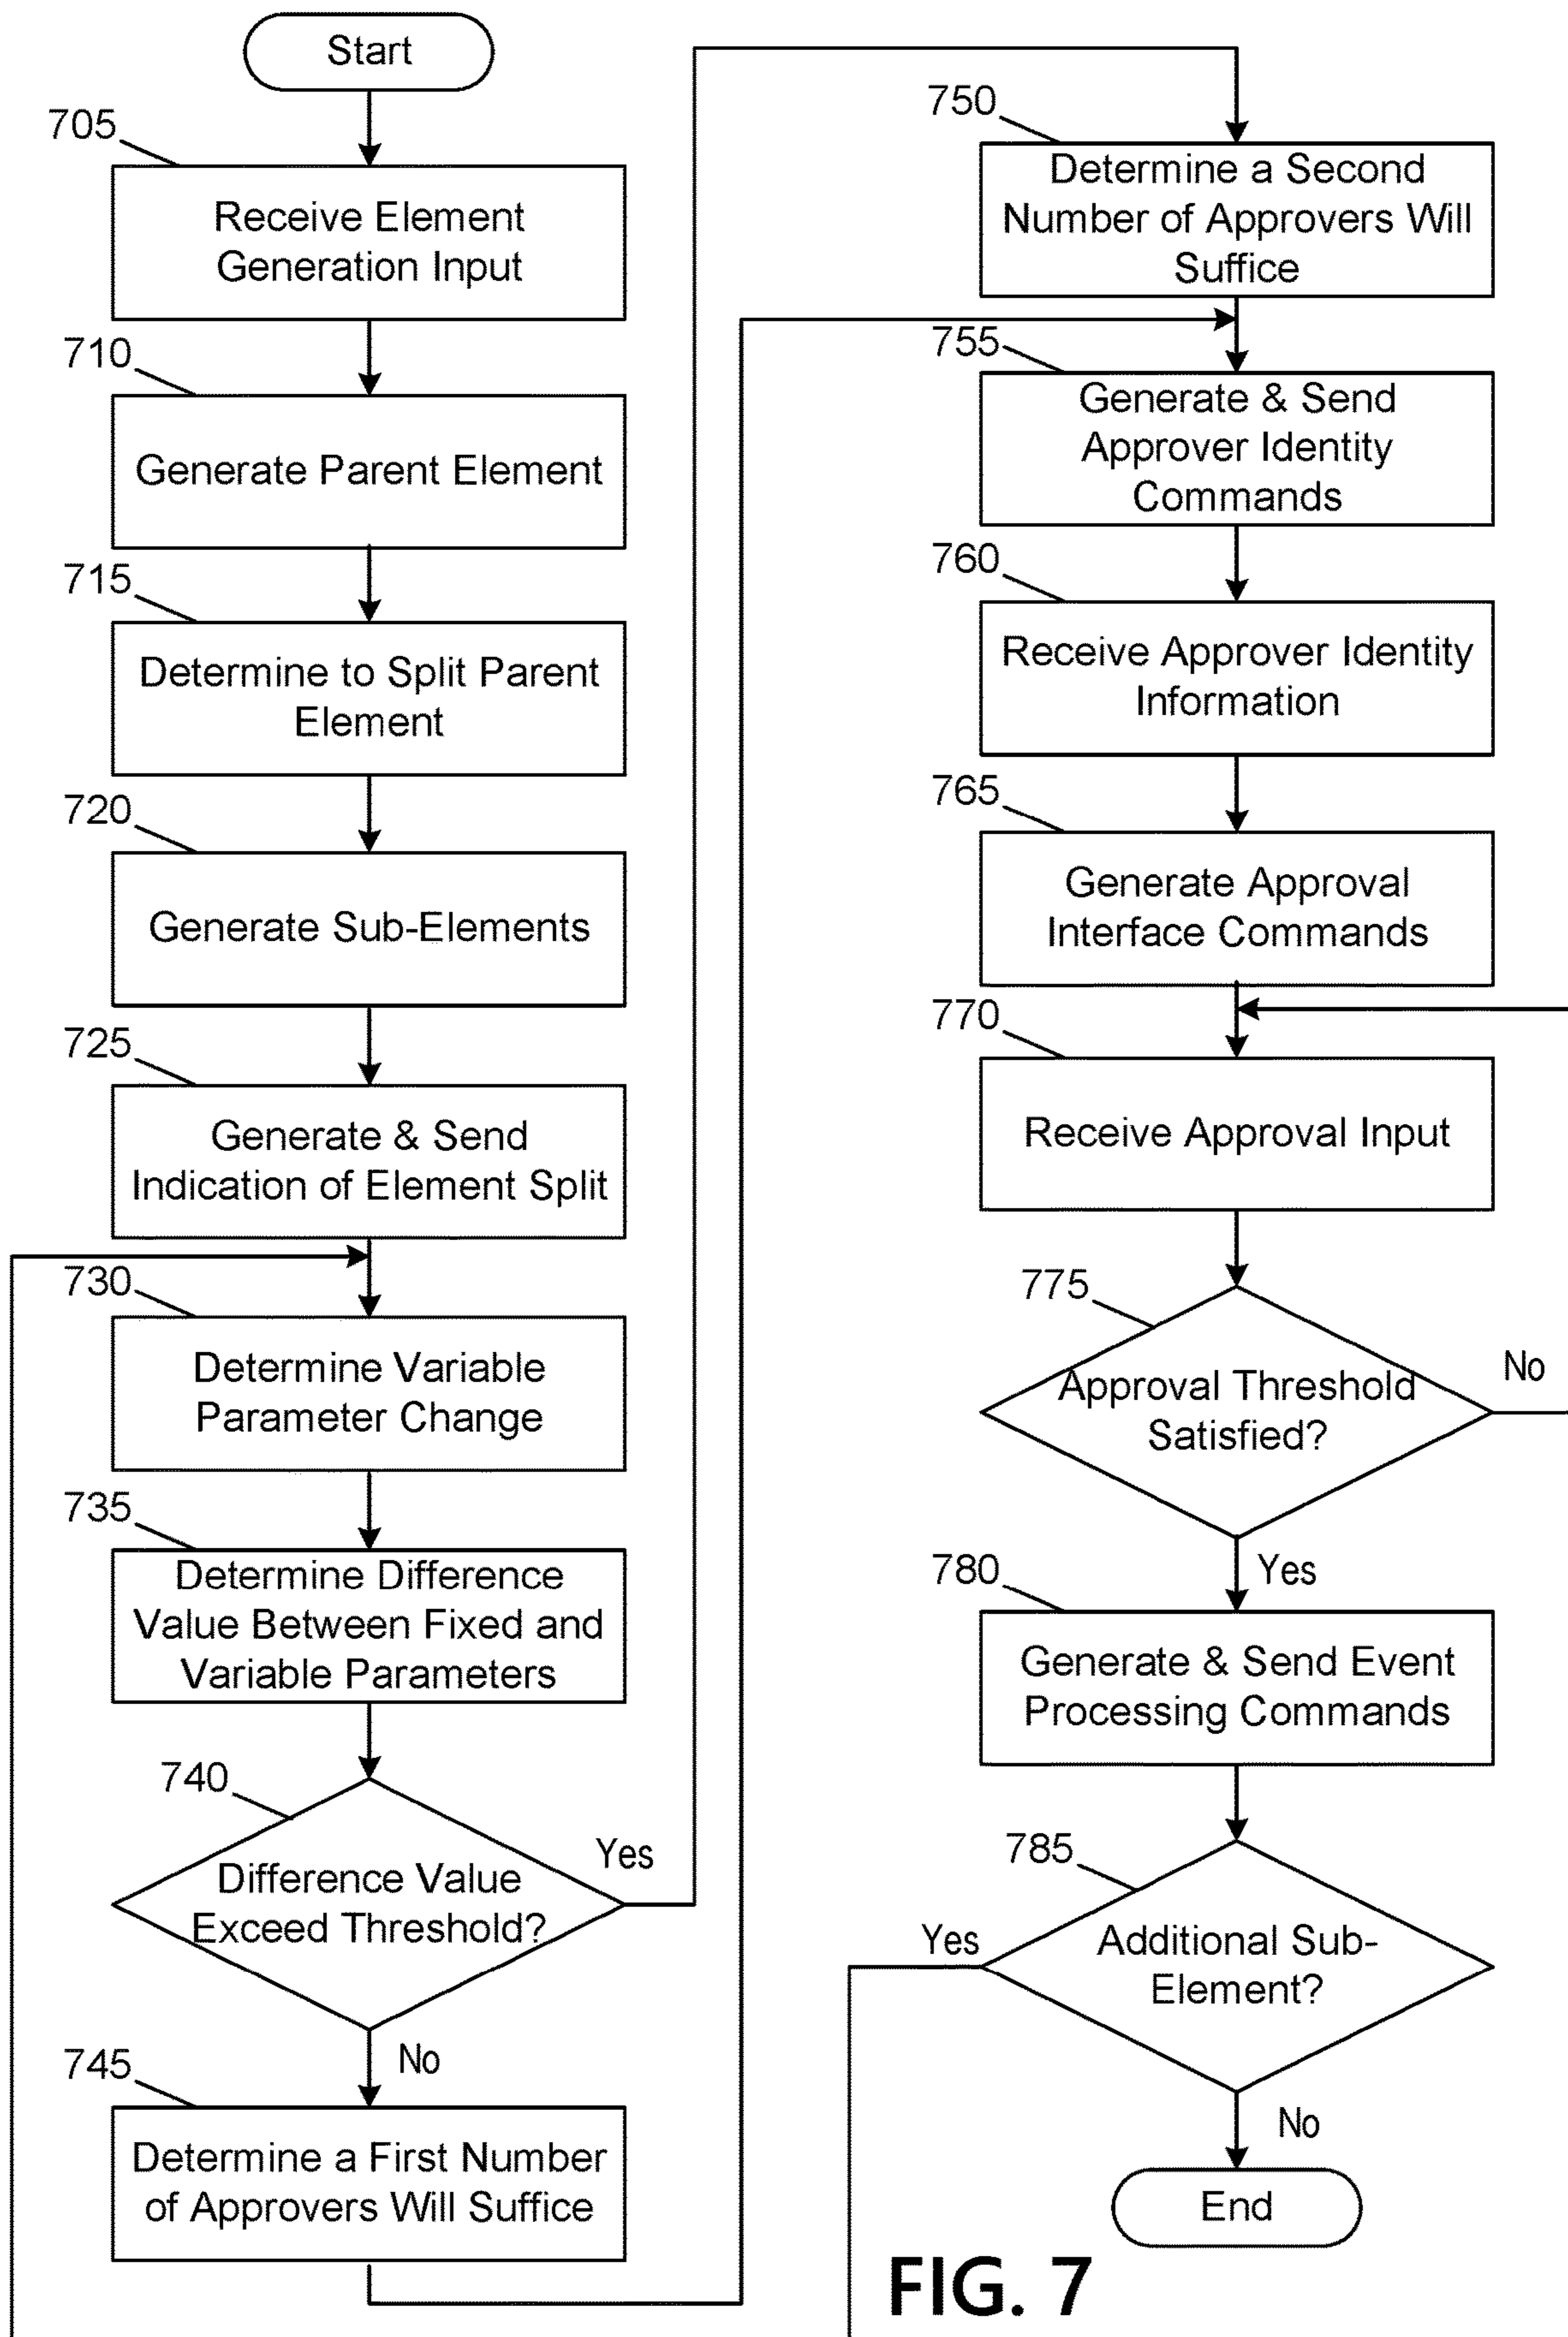 Start
705
Receive Element
Generation Input
710
Generate Parent Element
715
Determine to Split Parent
Element
720
Generate Sub-Elements
725
Generate & Send
Indication of Element Split
730
Determine Variable
Parameter Change
735
Determine Difference
Value Between Fixed and
Variable Parameters
740
Difference Value
Exceed Threshold?
Yes
No
745
Determine a First Number
of Approvers Will Suffice
750
Determine a Second
Number of Approvers Will
Suffice
755
Generate & Send
Approver Identity
Commands
760
Receive Approver Identity
Information
765
Generate Approval
Interface Commands
770
Receive Approval Input
775
Approval Threshold
Satisfied?
No
Yes
780
Generate & Send Event
Processing Commands
785
Additional Sub-
Element?
Yes
No
End
FIG. 7